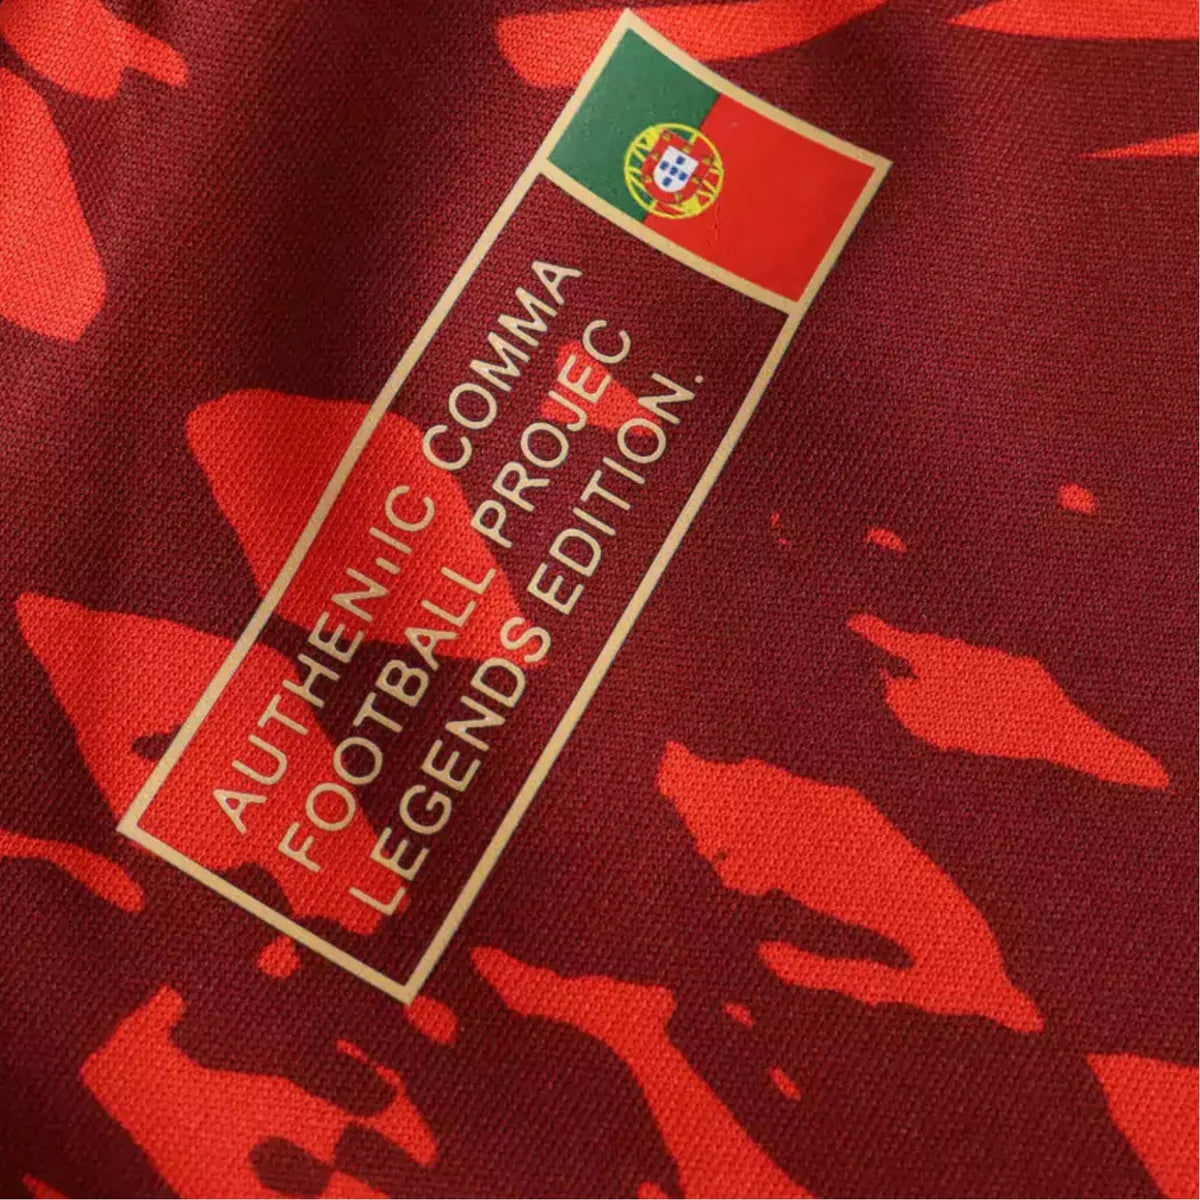 AUTHEN,IC COMMA
FOOTBALL PROJEC
LEGENDS EDITION.